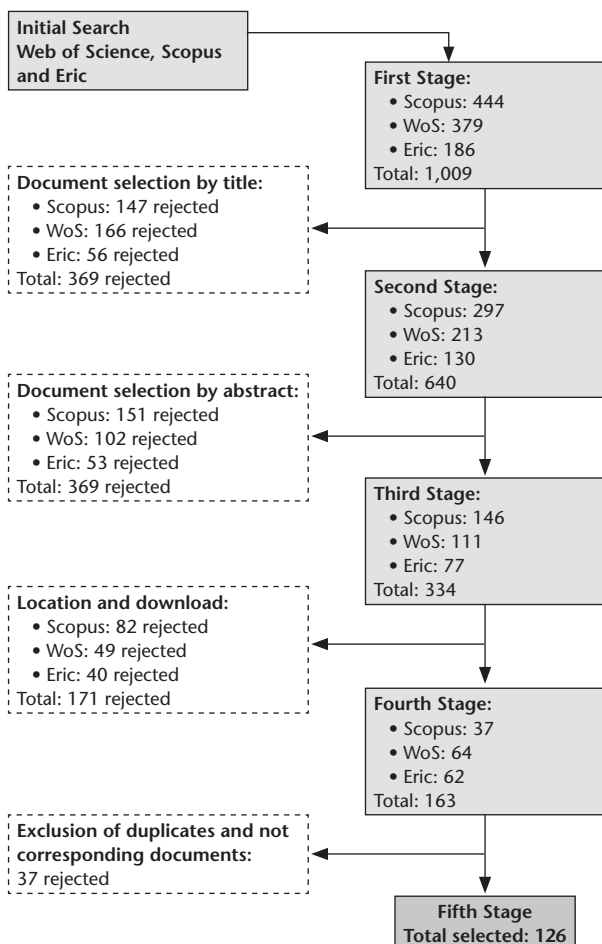 Initial Search
Web of Science, Scopus
and Eric
First Stage:
• Scopus: 444
• WoS: 379
• Eric: 186
Total: 1,009
Document selection by title:
• Scopus: 147 rejected
• WoS: 166 rejected
• Eric: 56 rejected
Total: 369 rejected
Second Stage:
• Scopus: 297
• WoS: 213
• Eric: 130
Total: 640
Document selection by abstract:
• Scopus: 151 rejected
• WoS: 102 rejected
• Eric: 53 rejected
Total: 369 rejected
Third Stage:
• Scopus: 146
• WoS: 111
• Eric: 77
Total: 334
Location and download:
• Scopus: 82 rejected
• WoS: 49 rejected
• Eric: 40 rejected
Total: 171 rejected
Fourth Stage:
• Scopus: 37
• WoS: 64
• Eric: 62
Total: 163
Exclusion of duplicates and not
corresponding documents:
37 rejected
Fifth Stage
Total selected: 126